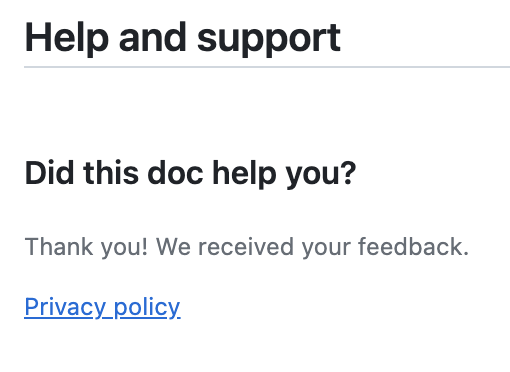 Help and support
Did this doc help you?
Thank you! We received your feedback.
Privacy policy